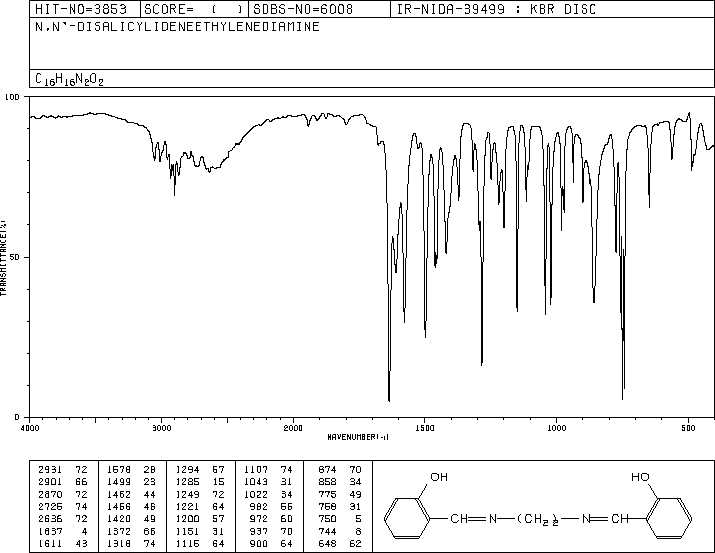 HIT-NO=3853 SCORE= ( ) SDBS-NO=6008 IR-NIDA-39499 : KBR DISC
N,N'-DISALICYLIDENEETHYLENEDIAMINE
C16H16N2O2
100
50
0
TRANSMITTANCE(%)
4000 3000 2000 1500 1000 500
WAVENUMBER(-1)
2931 72 1578 28 1294 57 1107 74 874 70
2901 66 1499 23 1285 15 1043 31 858 34
2870 72 1462 44 1249 72 1022 34 775 49
2725 74 1456 46 1221 64 982 56 758 31
2636 72 1420 49 1200 57 972 60 750 5
1637 4 1372 66 1151 31 937 70 744 8
1611 43 1318 74 1116 64 900 64 648 62
OH HO
CH=N-(CH2)2-N=CH